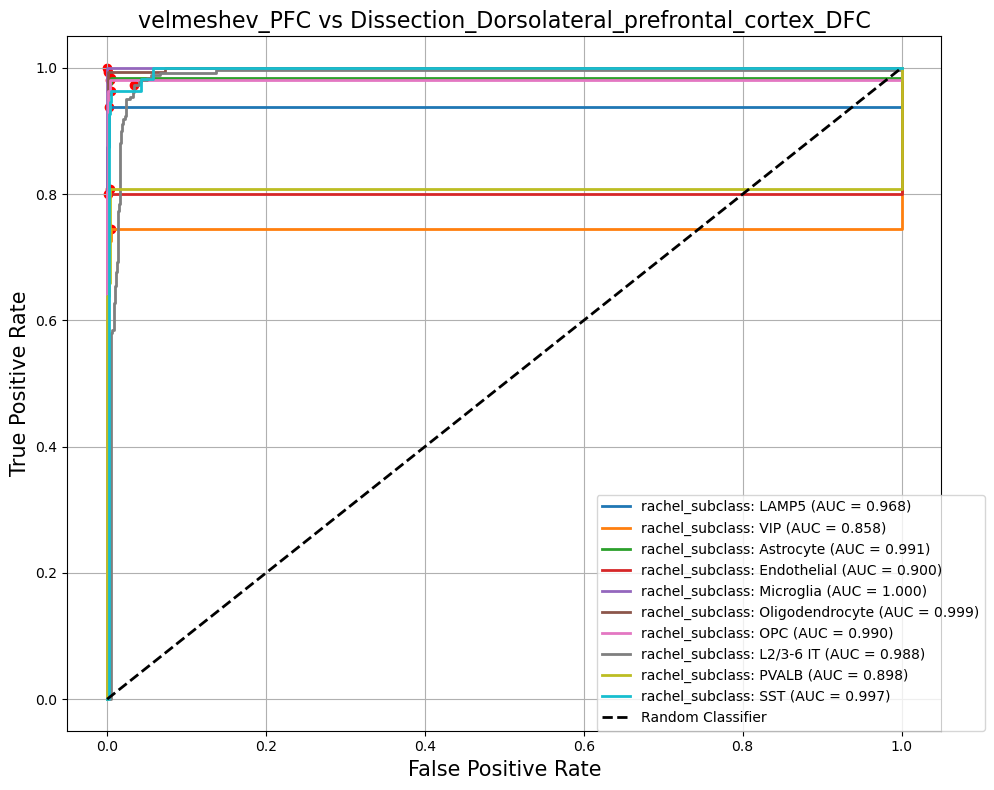 velmeshev_PFC vs Dissection_Dorsolateral_prefrontal_cortex_DFC
True Positive Rate
1.0
0.8
0.6
0.4
0.2
0.0
0.0 0.2 0.4 0.6 0.8 1.0
False Positive Rate
rachel_subclass: LAMP5 (AUC = 0.968)
rachel_subclass: VIP (AUC = 0.858)
rachel_subclass: Astrocyte (AUC = 0.991)
rachel_subclass: Endothelial (AUC = 0.900)
rachel_subclass: Microglia (AUC = 1.000)
rachel_subclass: Oligodendrocyte (AUC = 0.999)
rachel_subclass: OPC (AUC = 0.990)
rachel_subclass: L2/3-6 IT (AUC = 0.988)
rachel_subclass: PVALB (AUC = 0.898)
rachel_subclass: SST (AUC = 0.997)
Random Classifier